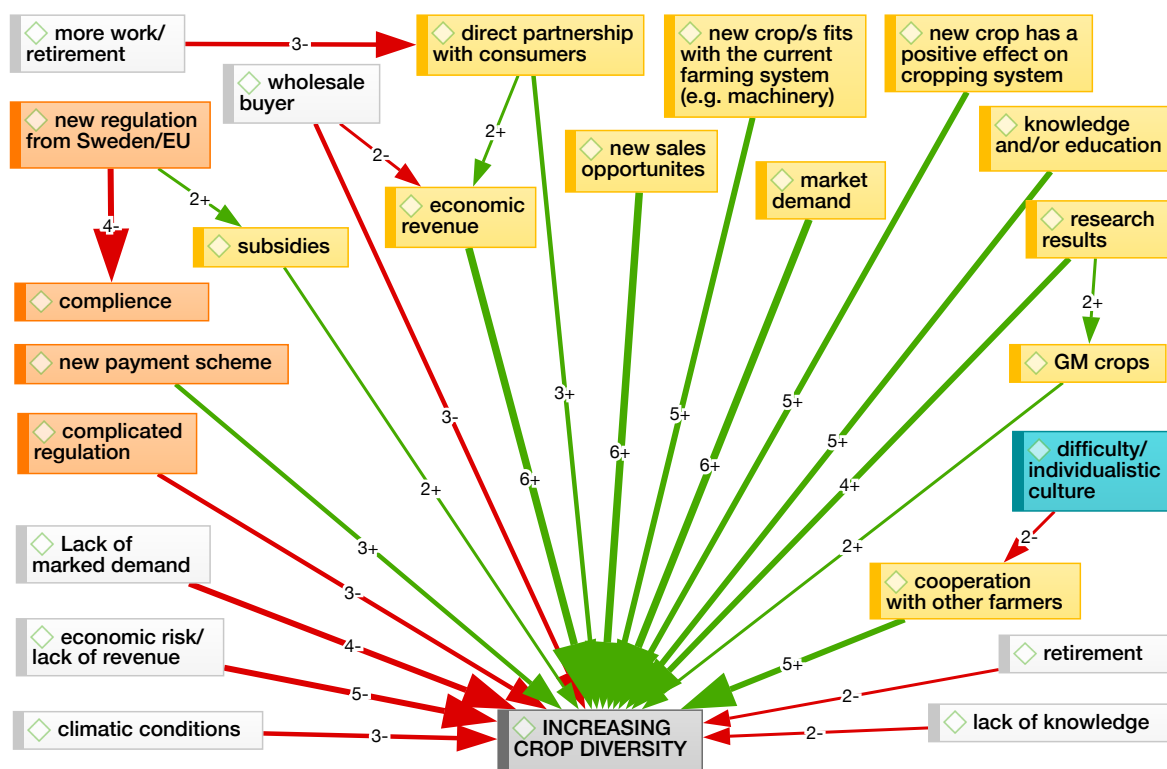 more work/
retirement
3-
direct partnership
with consumers
new crop/s fits
with the current
farming system
(e.g. machinery)
new crop has a
positive effect on
cropping system
wholesale
buyer
new regulation
from Sweden/EU
knowledge
and/or education
2+
2-
new sales
opportunites
market
demand
economic
revenue
research
results
2+
4-
subsidies
complience
2+
new payment scheme
GM crops
3-
3+
5+
5+
complicated
regulation
difficulty/
individualistic
culture
6+
6+
5+
6+
2+
4+
Lack of
marked demand
3+
2+
2-
cooperation
with other farmers
3-
economic risk/
lack of revenue
4-
retirement
5+
5-
2-
climatic conditions
3-
INCREASING
CROP DIVERSITY
2-
lack of knowledge